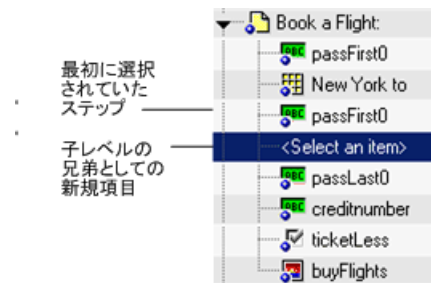 Book a Flight:
passFirst0
New York to
最初に選択
されていた
ステップ
passFirst0
子レベルの
兄弟としての
新規項目
<Select an item>
passLast0
creditnumber
ticketLess
buyFlights